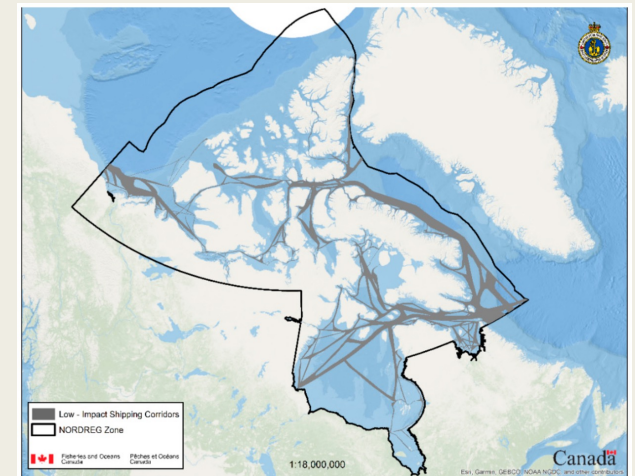 Low - Impact Shipping Corridors
NORDREG Zone
Fisheries and Oceans Pêches et Océans
Canada Canada
1:18,000,000
Canada
Esri, Garmin, GEBCO, NOAA NGDC, and other contributors